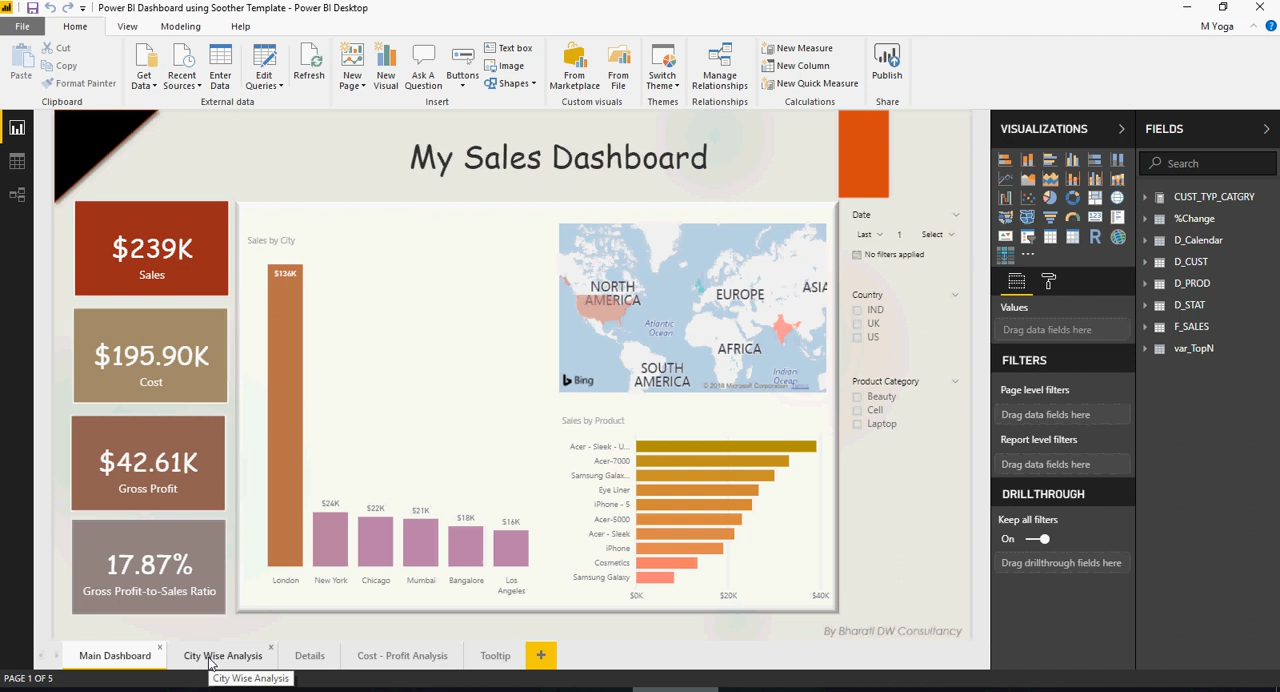 Power BI Dashboard using Soother Template - Power BI Desktop
File Home View Modeling Help
M Yoga
Paste
Cut
Copy
Format Painter
Clipboard
Get Data
Recent Sources
Enter Data
Edit Queries
Refresh
External data
New Page
New Visual
Ask A Question
Buttons
Text box
Image
Shapes
Insert
From Marketplace
From File
Custom visuals
Switch Theme
Themes
Manage Relationships
Relationships
New Measure
New Column
New Quick Measure
Calculations
Publish
Share
My Sales Dashboard
$239K
Sales
$195.90K
Cost
$42.61K
Gross Profit
17.87%
Gross Profit-to-Sales Ratio
Sales by City
$136K
$24K
$22K
$21K
$18K
$16K
London New York Chicago Mumbai Bangalore Los Angeles
NORTH AMERICA
EUROPE
ASIA
Atlantic Ocean
AFRICA
SOUTH AMERICA
Indian Ocean
Bing
© 2018 Microsoft Corporation Terms
Sales by Product
Acer - Sleek - U...
Acer-7000
Samsung Galax...
Eye Liner
iPhone - 5
Acer-5000
Acer - Sleek
iPhone
Cosmetics
Samsung Galaxy
$0K $20K $40K
Date
Last 1 Select
No filters applied
Country
IND
UK
US
Product Category
Beauty
Cell
Laptop
By Bharati DW Consultancy
VISUALIZATIONS
R
Values
Drag data fields here
FILTERS
Page level filters
Drag data fields here
Report level filters
Drag data fields here
DRILLTHROUGH
Keep all filters
On
Drag drillthrough fields here
FIELDS
Search
CUST_TYP_CATGRY
%Change
D_Calendar
D_CUST
D_PROD
D_STAT
F_SALES
var_TopN
Main Dashboard City Wise Analysis Details Cost - Profit Analysis Tooltip
City Wise Analysis
PAGE 1 OF 5